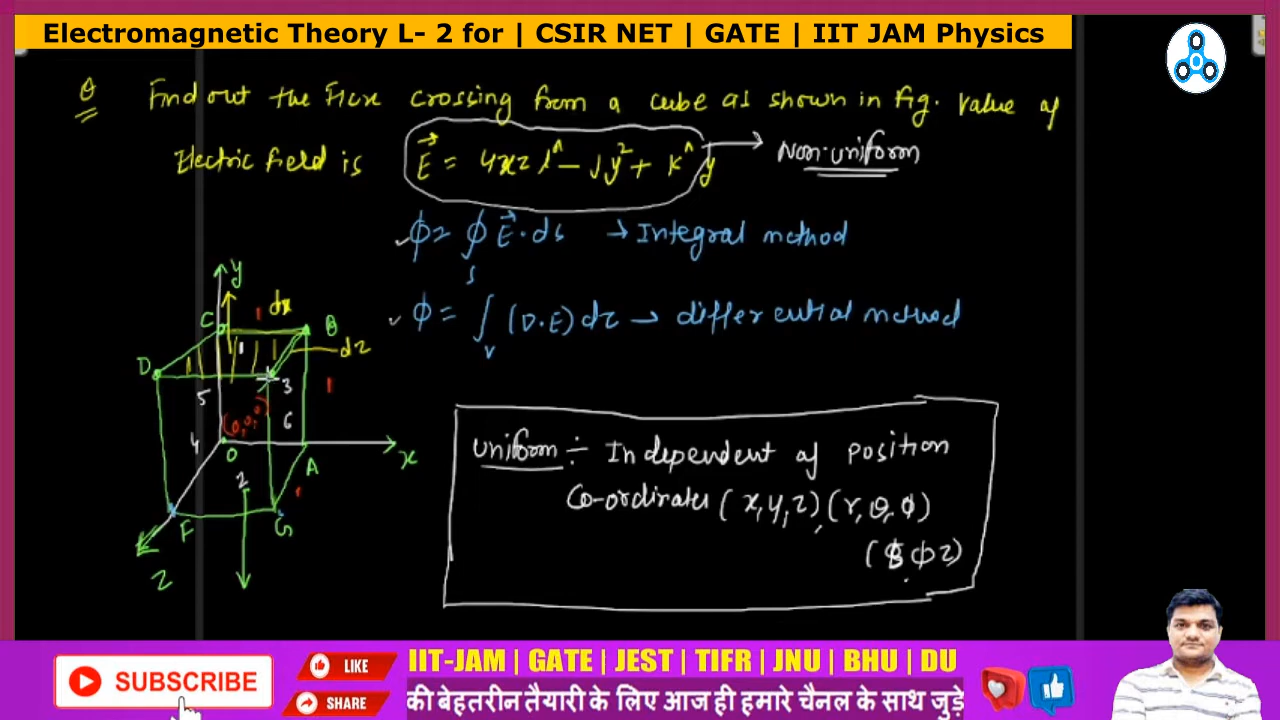 Electromagnetic Theory L- 2 for | CSIR NET | GATE | IIT JAM Physics
Q Find out the Flux crossing from a cube as shown in fig. value of
Electric field is E⃗ = 4xz î − ĵy² + k̂ y → Non-uniform
ϕ = ∮ E⃗·ds → Integral method
S
ϕ = ∫ (∇·E) dτ → differential method
V
y
C 1 dx B
D 1 dz
5 3 1
(0,0,0) 6
4 O A x
2 1
F G
Z
Uniform :- Independent of position
Co-ordinates (x,y,z), (r,θ,ϕ)
ϕ z)
SUBSCRIBE
LIKE
SHARE
IIT-JAM | GATE | JEST | TIFR | JNU | BHU | DU
की बेहतरीन तैयारी के लिए आज ही हमारे चैनल के साथ जुड़े